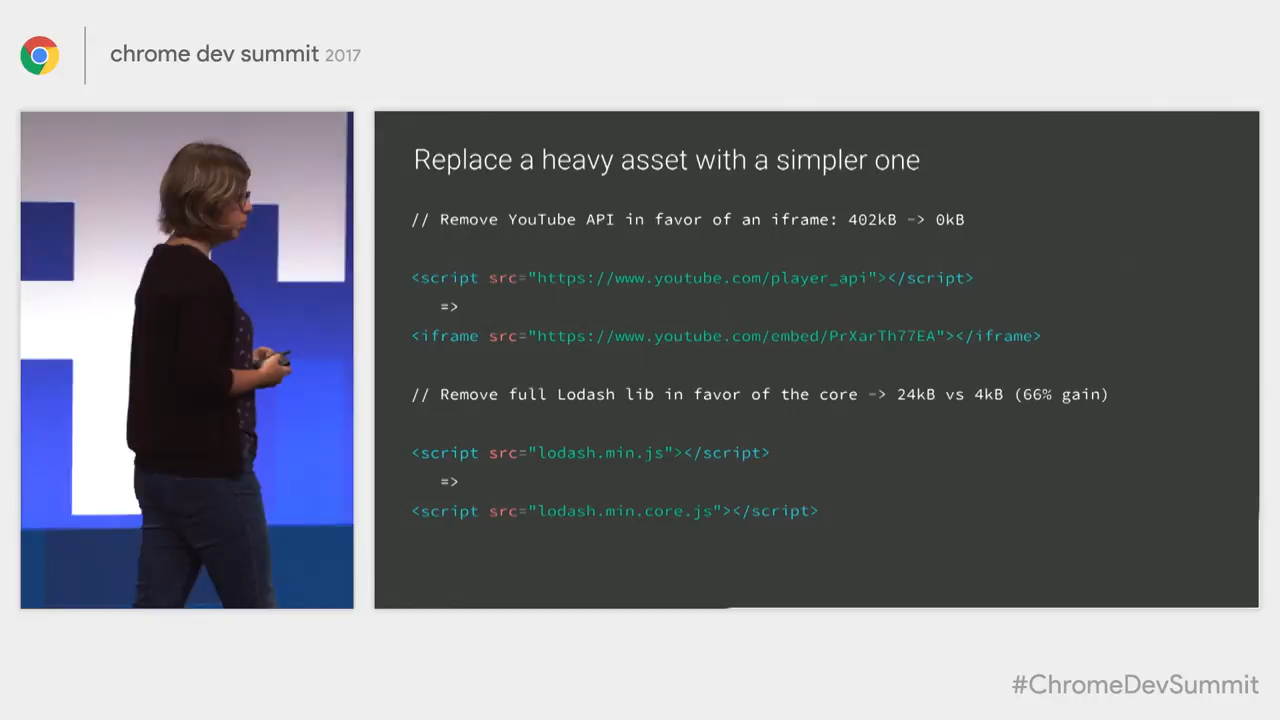 chrome dev summit 2017
Replace a heavy asset with a simpler one
// Remove YouTube API in favor of an iframe: 402kB -> 0kB
<script src="https://www.youtube.com/player_api"></script>
=>
<iframe src="https://www.youtube.com/embed/PrXarTh77EA"></iframe>
// Remove full Lodash lib in favor of the core -> 24kB vs 4kB (66% gain)
<script src="lodash.min.js"></script>
=>
<script src="lodash.min.core.js"></script>
#ChromeDevSummit